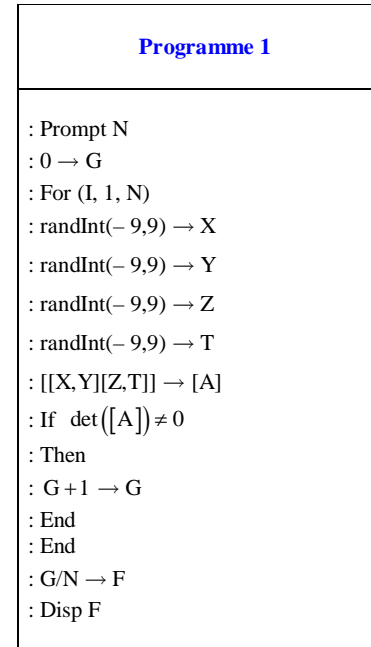 Programme 1
: Prompt N
: 0 → G
: For (I, 1, N)
: randInt(– 9,9) → X
: randInt(– 9,9) → Y
: randInt(– 9,9) → Z
: randInt(– 9,9) → T
: [[X,Y][Z,T]] → [A]
: If det([A]) ≠ 0
: Then
: G+1 → G
: End
: End
: G/N → F
: Disp F